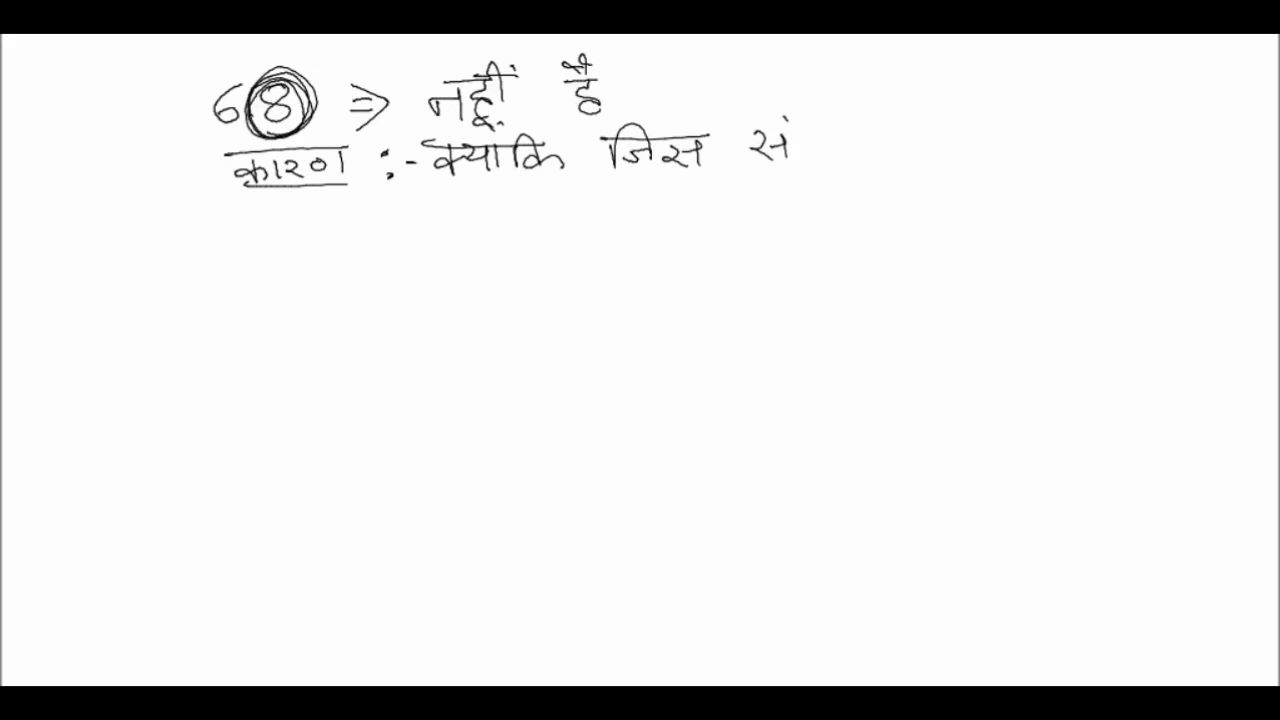 68 ⇒ नहीं है
कारण :- क्योकि जिस सं